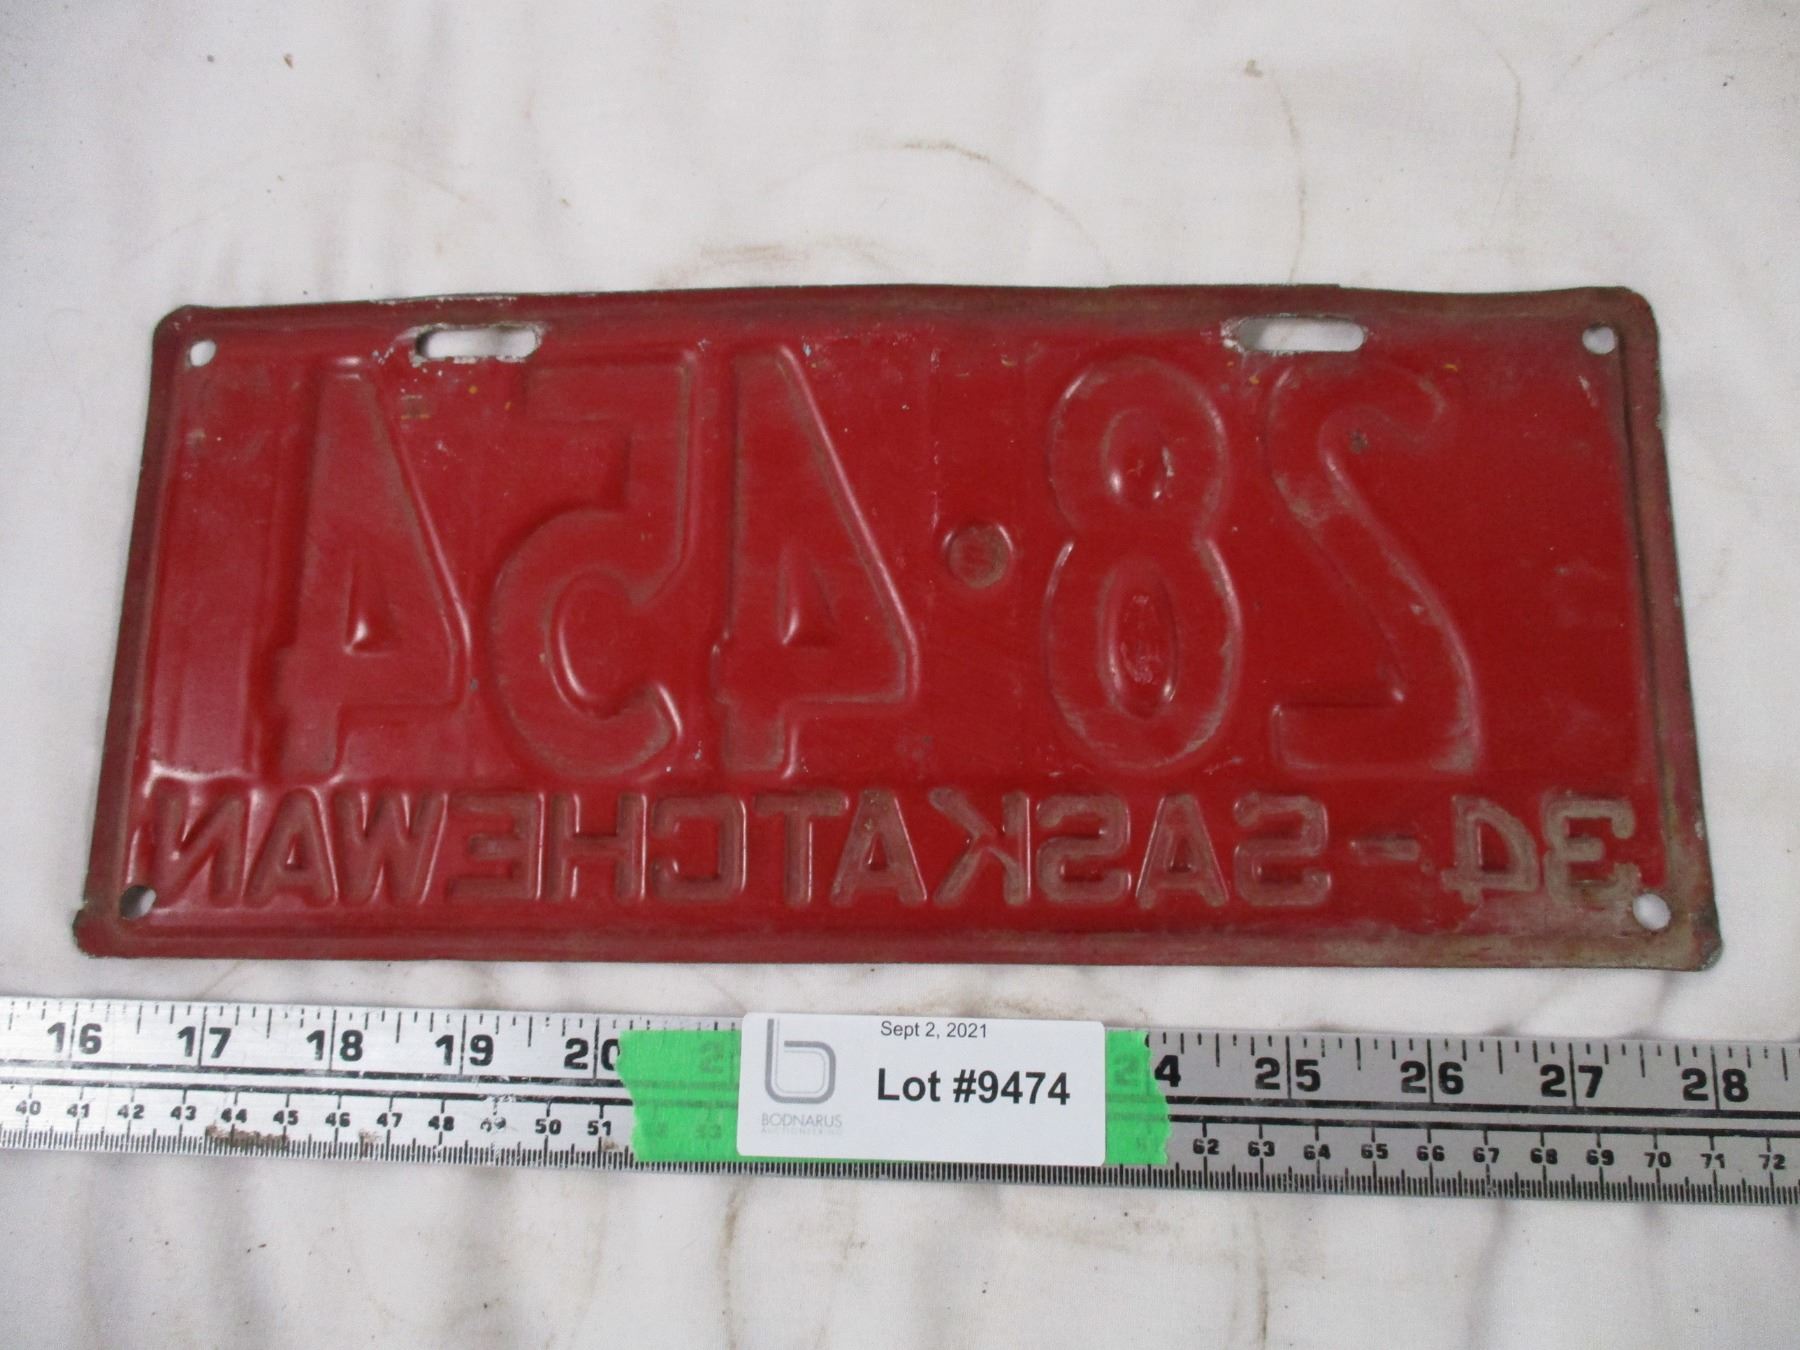 28·454
34-SASKATCHEWAN
16 17 18 19 20 24 25 26 27 28
40 41 42 43 44 45 46 47 48 49 50 51 53 62 63 64 65 66 67 68 69 70 71 72
Sept 2, 2021
Lot #9474
BODNARUS
AUCTIONEERING